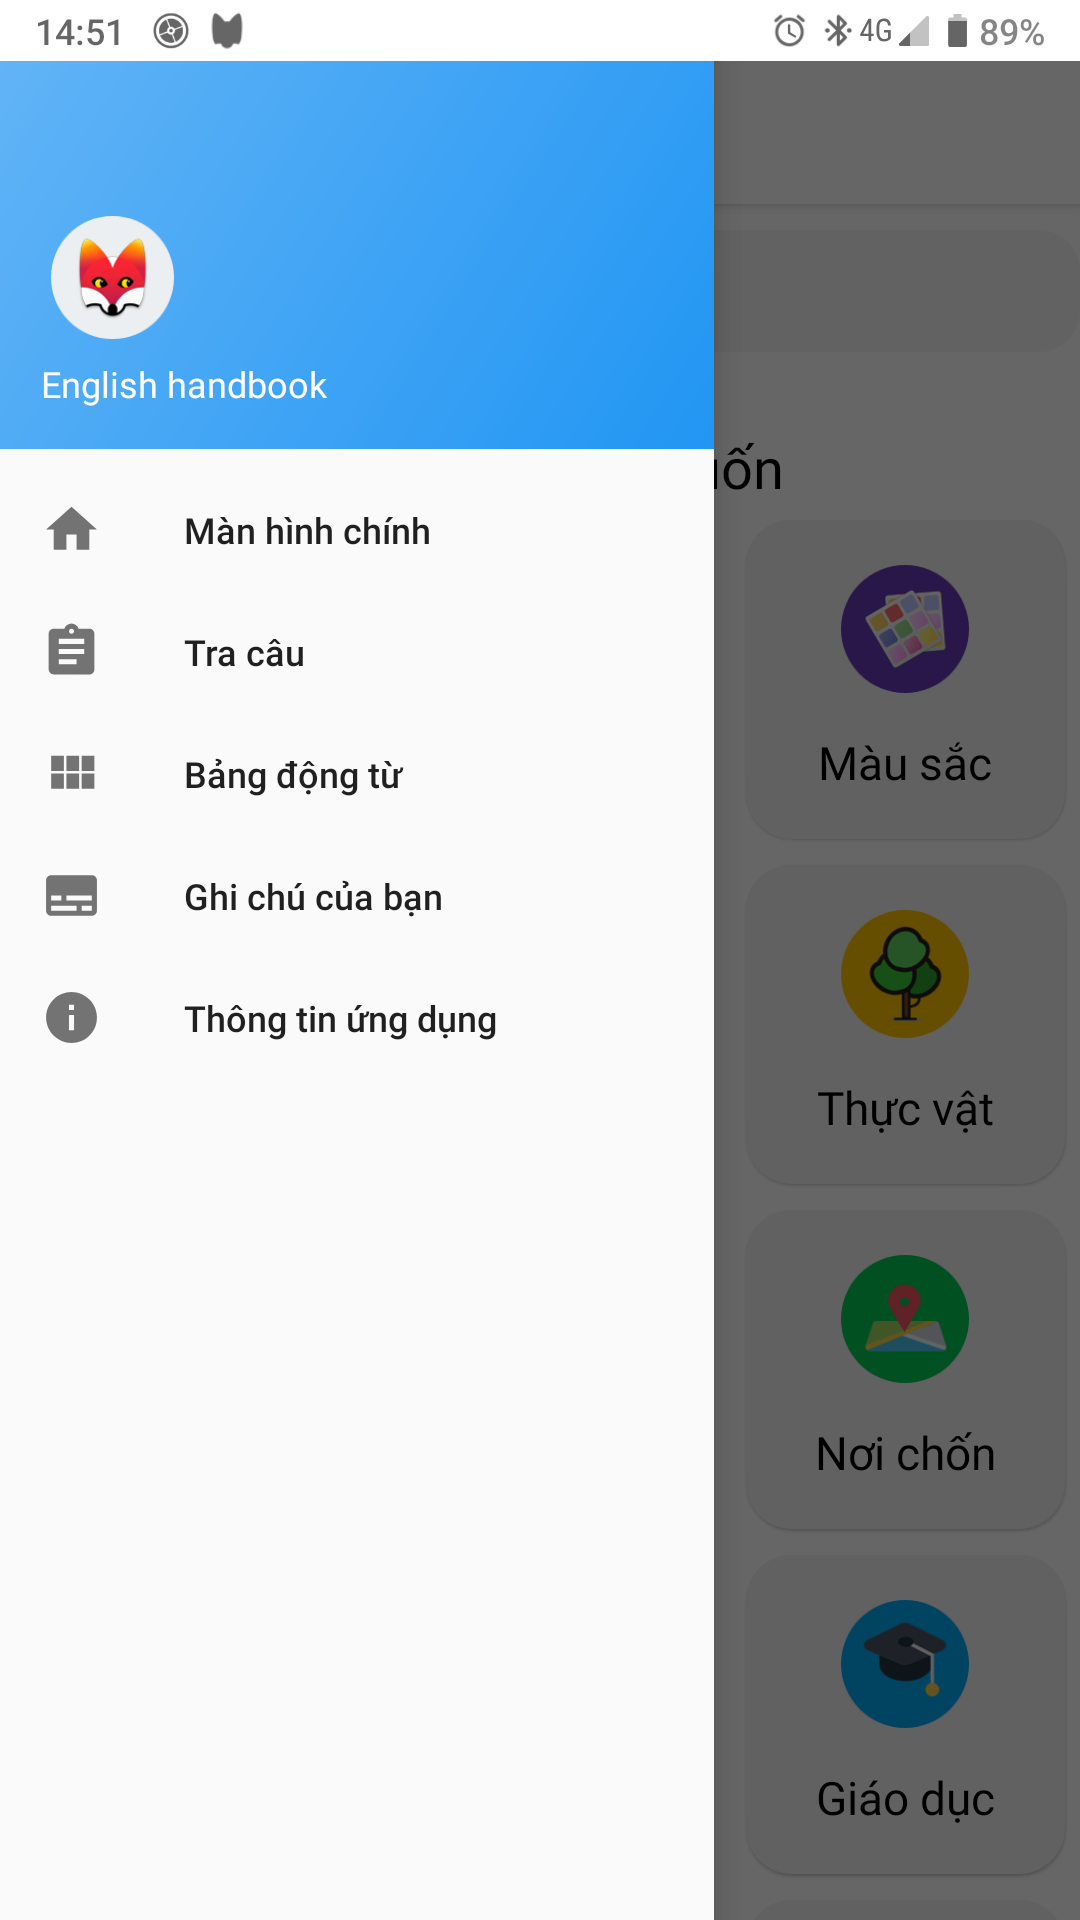 14:51
4G
89%
English handbook
Màn hình chính
Tra câu
Bảng động từ
Ghi chú của bạn
Thông tin ứng dụng
Màu sắc
Thực vật
Nơi chốn
Giáo dục